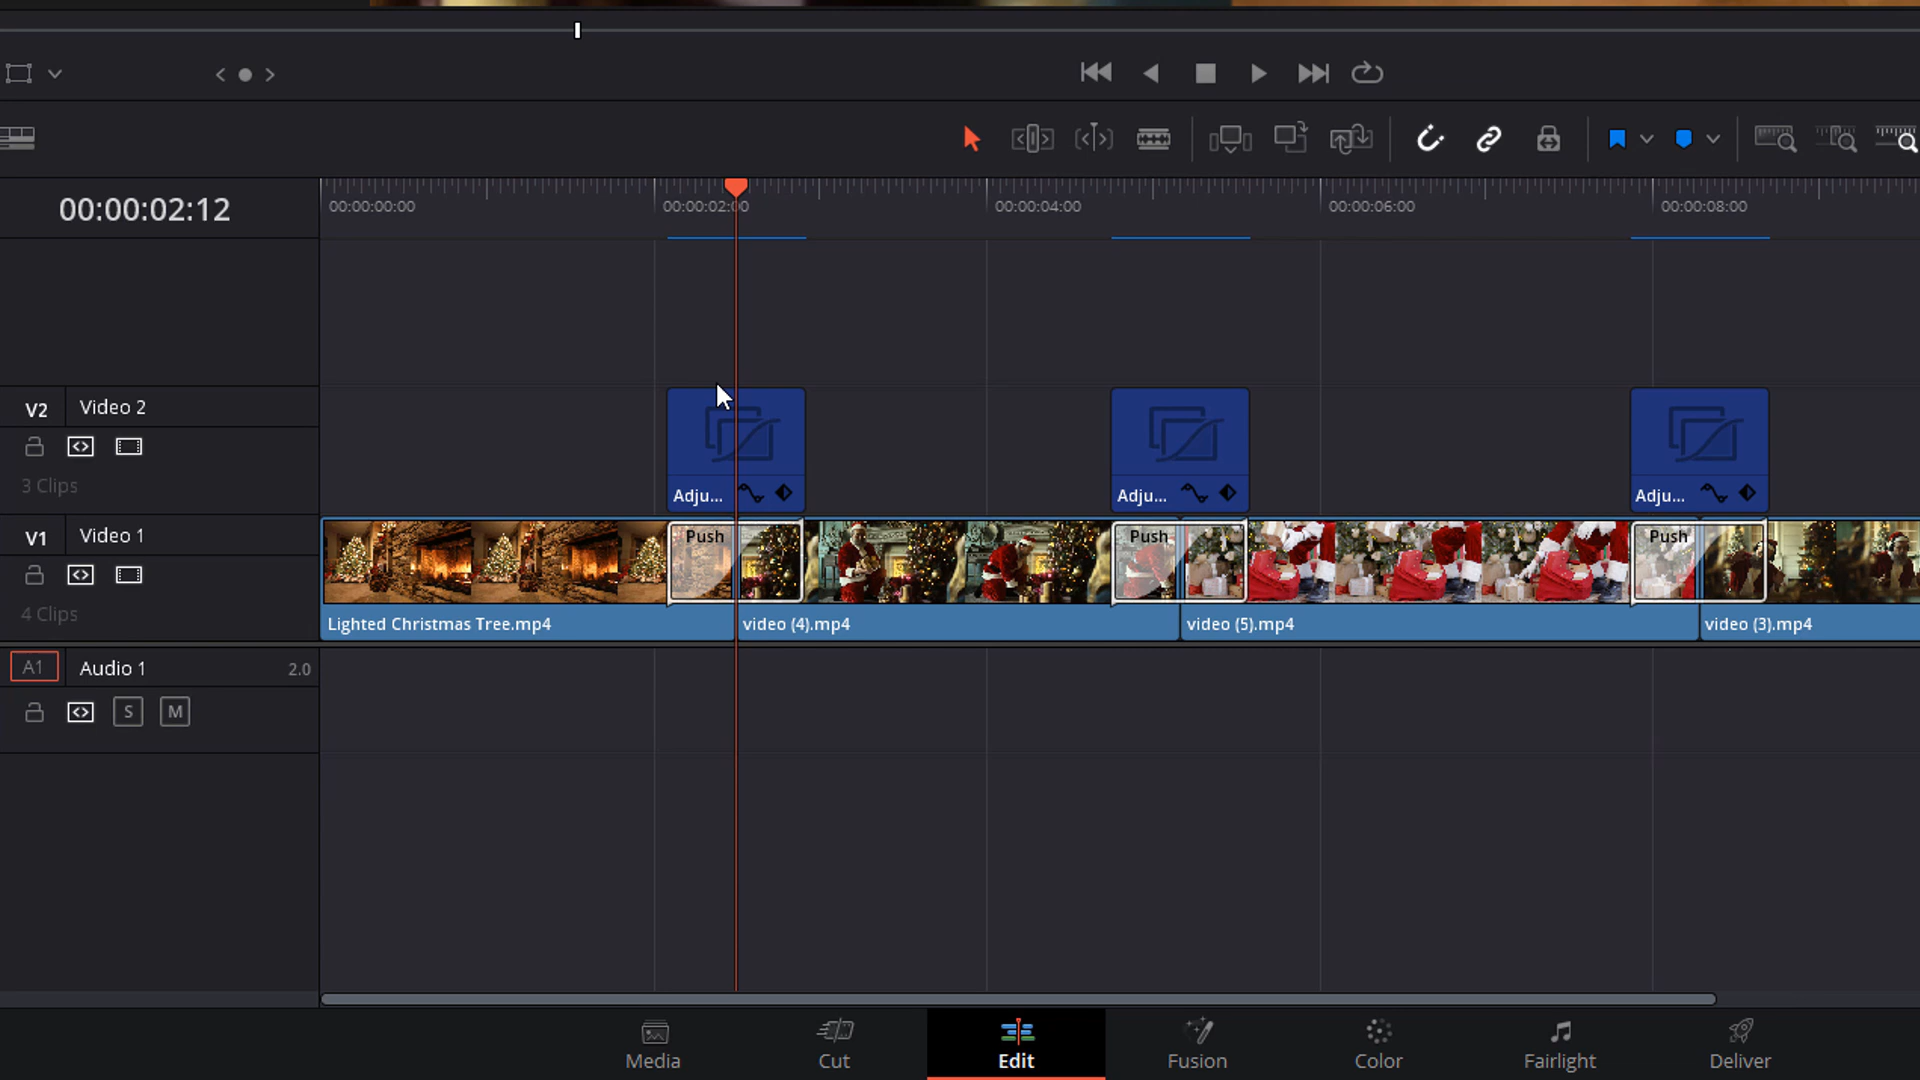 00:00:02:12
00:00:00:00
00:00:02:00
00:00:04:00
00:00:06:00
00:00:08:00
V2 Video 2
3 Clips
Adju...
Adju...
Adju...
V1 Video 1
4 Clips
Push
Push
Push
Lighted Christmas Tree.mp4
video (4).mp4
video (5).mp4
video (3).mp4
A1 Audio 1 2.0
S M
Media
Cut
Edit
Fusion
Color
Fairlight
Deliver